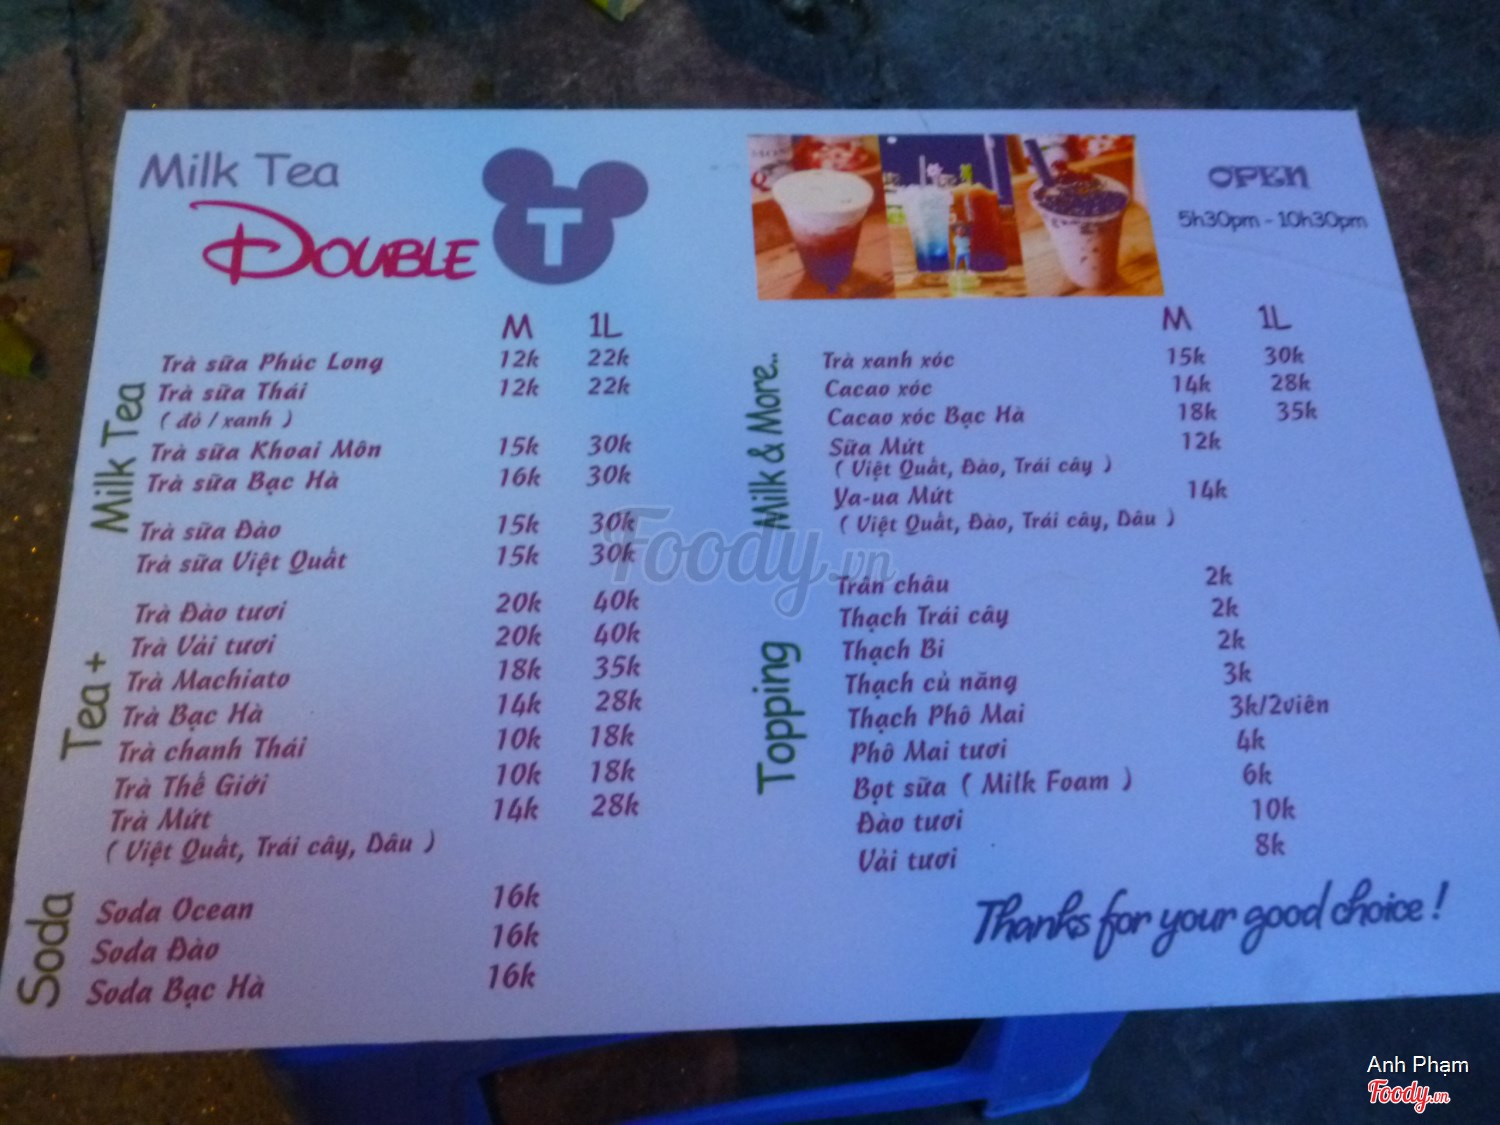 Milk Tea
DOUBLE T
OPEN
5h30pm - 10h30pm
Milk Tea
M 1L
Trà sữa Phúc Long 12k 22k
Trà sữa Thái 12k 22k
( đỏ / xanh )
Trà sữa Khoai Môn 15k 30k
Trà sữa Bạc Hà 16k 30k
Trà sữa Đào 15k 30k
Trà sữa Việt Quất 15k 30k
Tea +
Trà Đào tươi 20k 40k
Trà Vải tươi 20k 40k
Trà Machiato 18k 35k
Trà Bạc Hà 14k 28k
Trà chanh Thái 10k 18k
Trà Thế Giới 10k 18k
Trà Mứt 14k 28k
( Việt Quất, Trái cây, Dâu )
Soda
Soda Ocean 16k
Soda Đào 16k
Soda Bạc Hà 16k
Milk & More..
M 1L
Trà xanh xóc 15k 30k
Cacao xóc 14k 28k
Cacao xóc Bạc Hà 18k 35k
Sữa Mứt 12k
( Việt Quất, Đào, Trái cây )
Ya-ua Mứt 14k
( Việt Quất, Đào, Trái cây, Dâu )
Topping
Trân châu 2k
Thạch Trái cây 2k
Thạch Bi 2k
Thạch củ năng 3k
Thạch Phô Mai 3k/2viên
Phô Mai tươi 4k
Bọt sữa ( Milk Foam ) 6k
Đào tươi 10k
Vải tươi 8k
Thanks for your good choice !
Foody.vn
Anh Phạm
Foody.vn